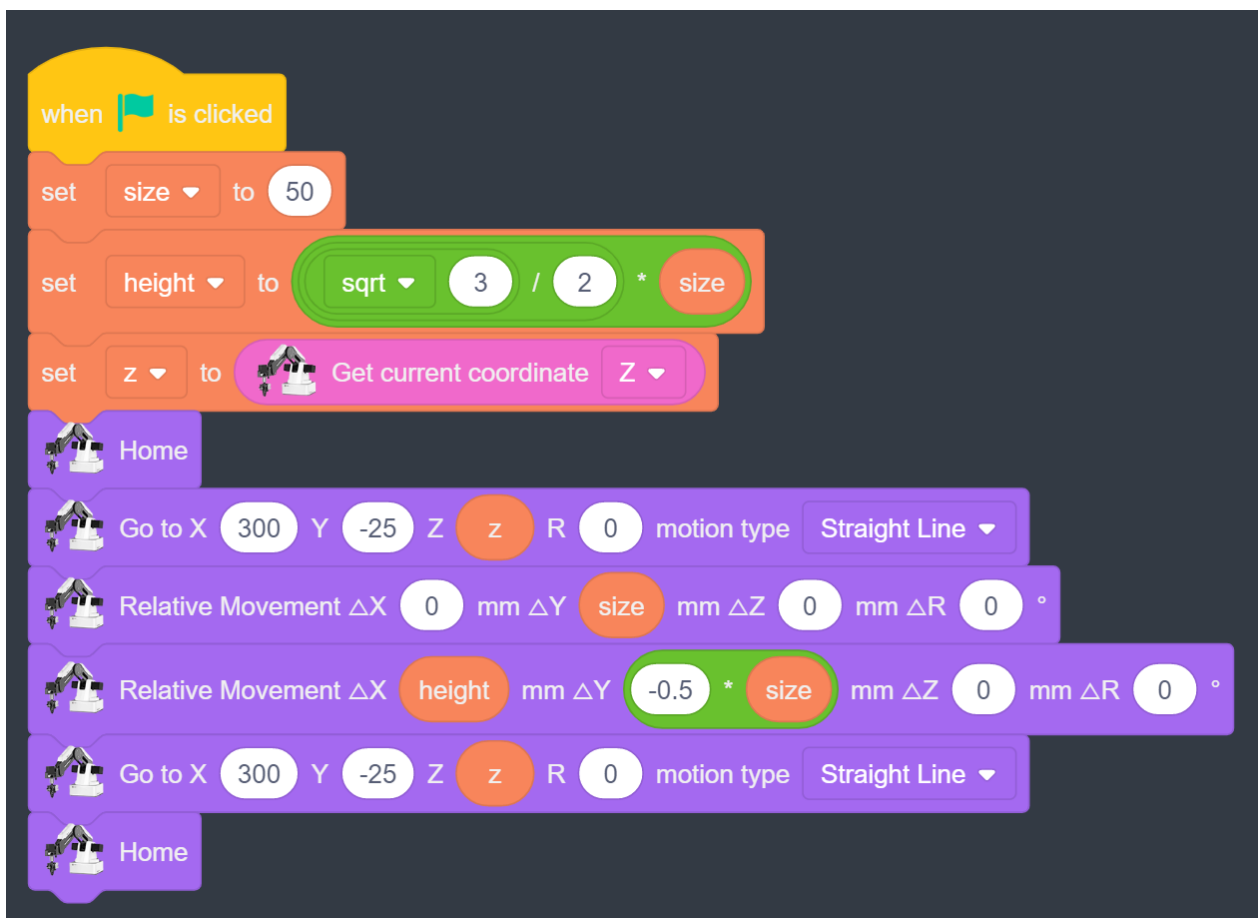 when is clicked
set size to 50
set height to sqrt 3 / 2 * size
set z to Get current coordinate Z
Home
Go to X 300 Y -25 Z z R 0 motion type Straight Line
Relative Movement △X 0 mm △Y size mm △Z 0 mm △R 0 °
Relative Movement △X height mm △Y -0.5 * size mm △Z 0 mm △R 0 °
Go to X 300 Y -25 Z z R 0 motion type Straight Line
Home